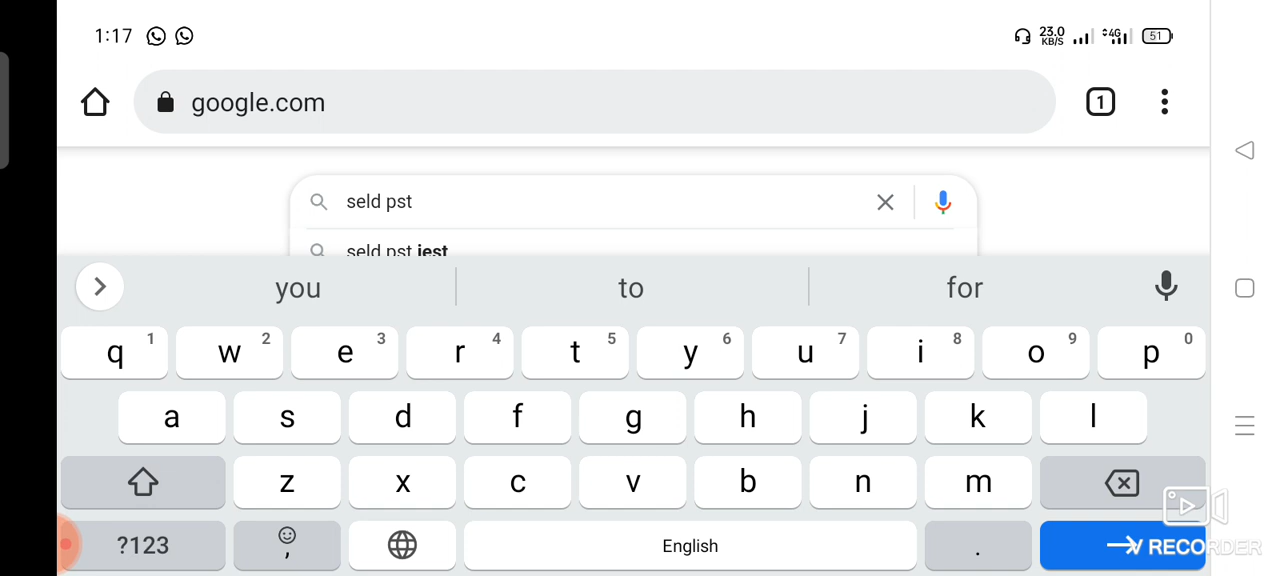 1:17 23.0 KB/S 4G 51
google.com 1
seld pst
seld pst jest
you to for
q 1 w 2 e 3 r 4 t 5 y 6 u 7 i 8 o 9 p 0
a s d f g h j k l
z x c v b n m
?123 , English .
V RECORDER